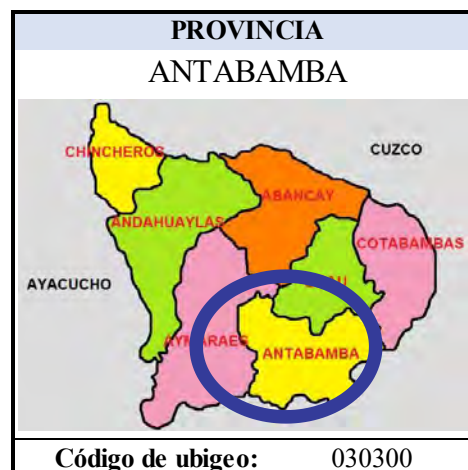 PROVINCIA
ANTABAMBA
CHINCHEROS
CUZCO
ABANCAY
ANDAHUAYLAS
COTABAMBAS
AYACUCHO
AYMARAES
ANTABAMBA
Código de ubigeo: 030300